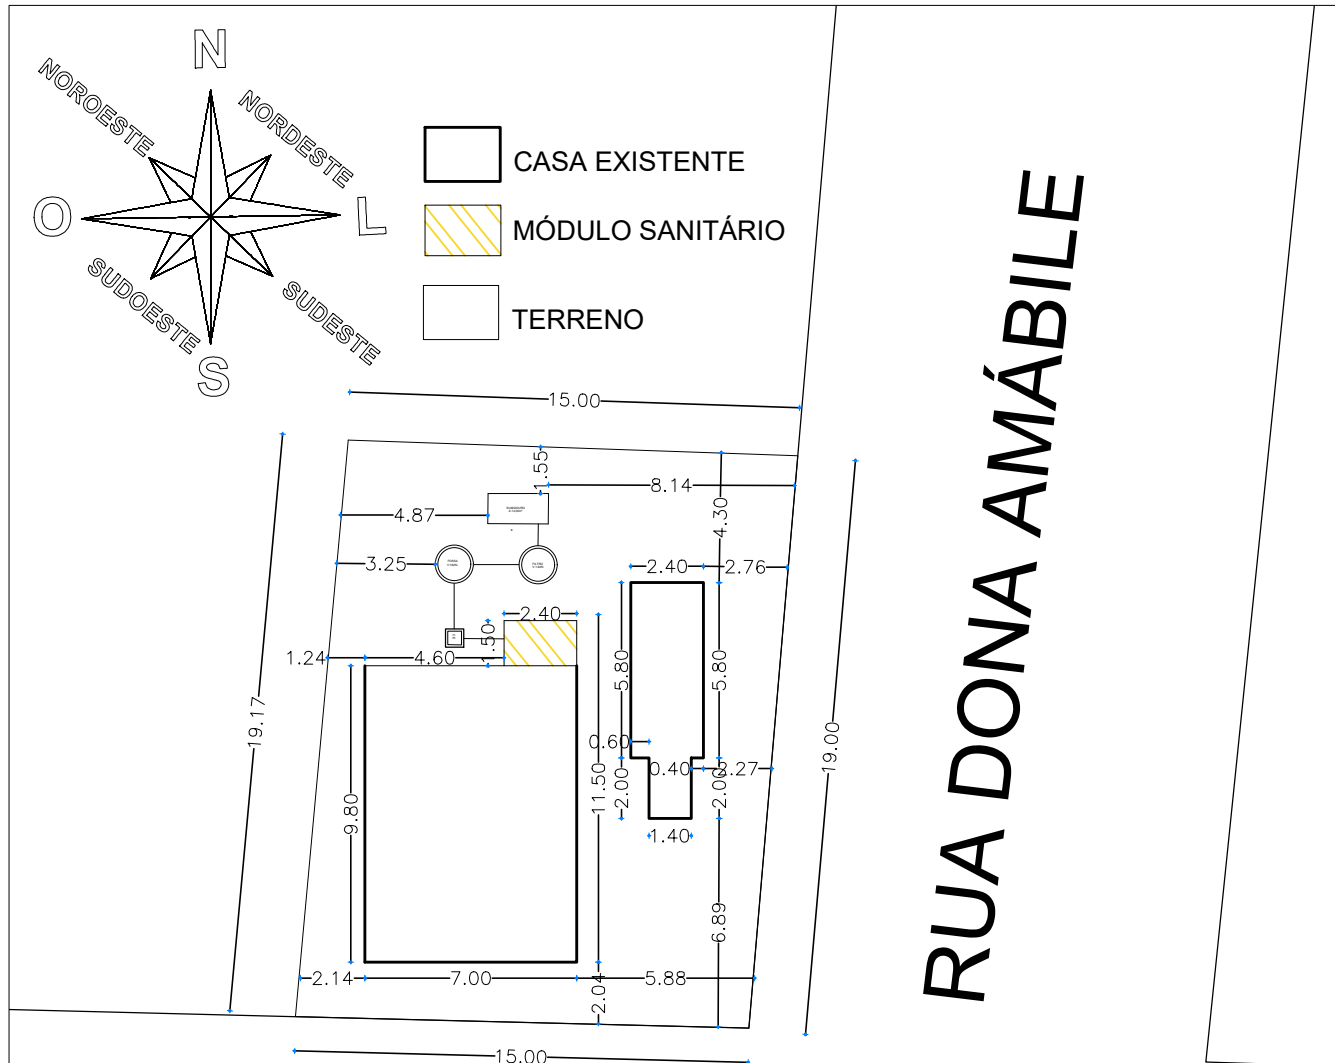 N
NOROESTE
NORDESTE
O
L
SUDOESTE
SUDESTE
S
CASA EXISTENTE
MÓDULO SANITÁRIO
TERRENO
RUA DONA AMÁBILE
15.00
1.55
8.14
4.87
4.30
3.25
2.40
2.76
2.40
1.50
1.24
4.60
5.80
5.80
19.17
0.60
19.00
0.40
2.27
2.00
2.00
11.50
9.80
1.40
6.89
2.14
7.00
2.04
5.88
15.00